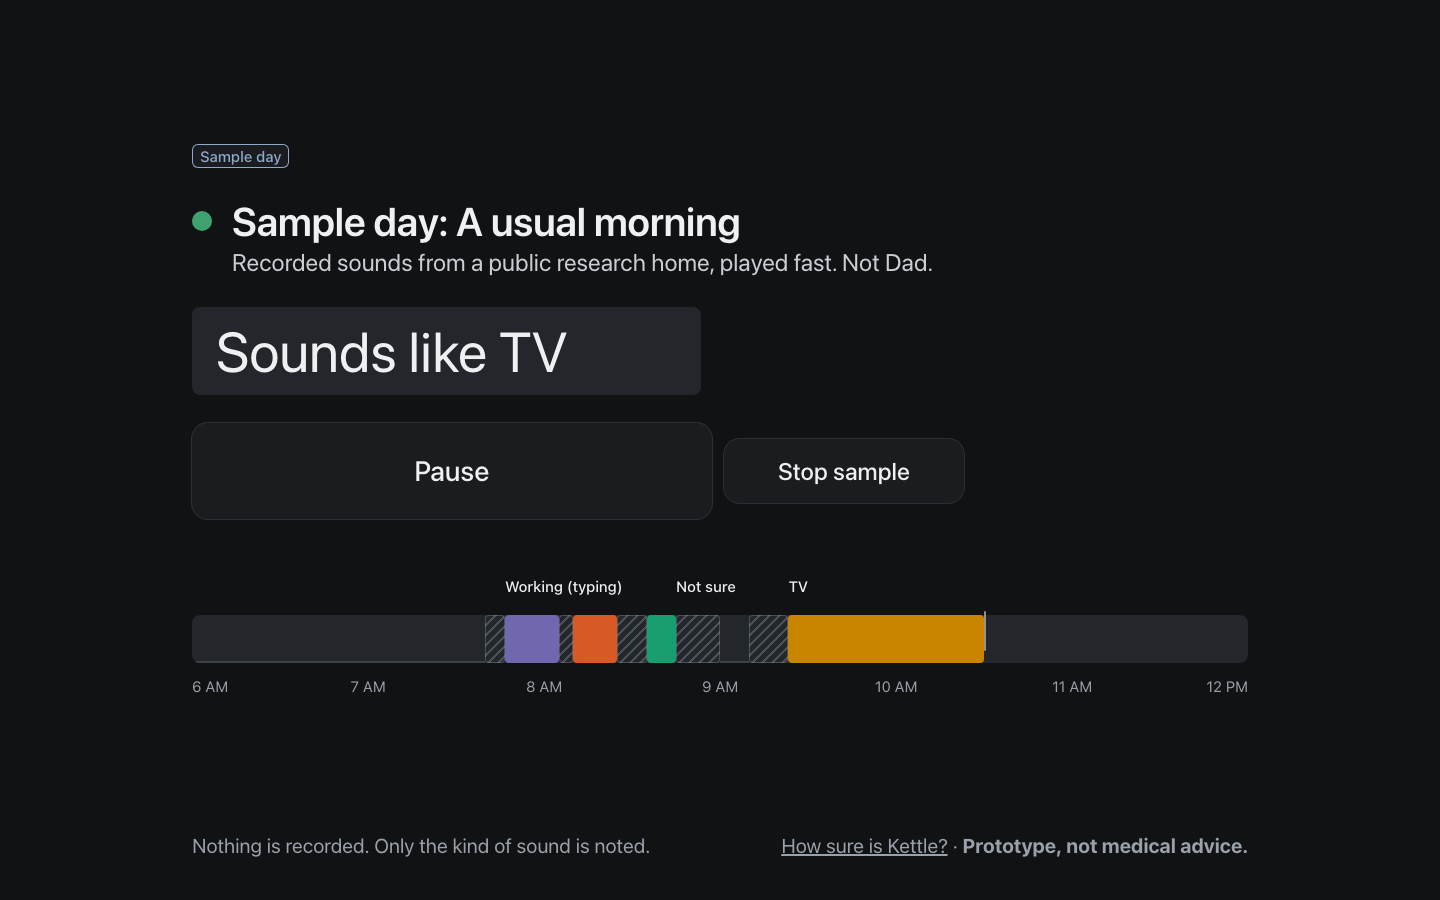 Sample day
Sample day: A usual morning
Recorded sounds from a public research home, played fast. Not Dad.
Sounds like TV
Pause
Stop sample
Working (typing)
Not sure
TV
6 AM
7 AM
8 AM
9 AM
10 AM
11 AM
12 PM
Nothing is recorded. Only the kind of sound is noted.
How sure is Kettle? · Prototype, not medical advice.